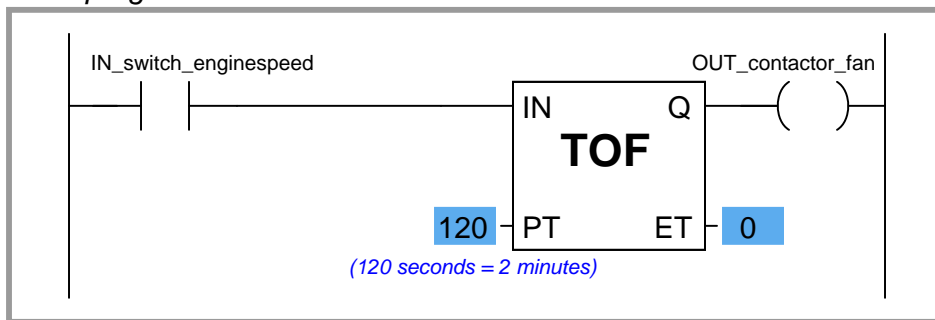 IN_switch_enginespeed OUT_contactor_fan
IN Q
TOF
120 PT ET 0
(120 seconds = 2 minutes)